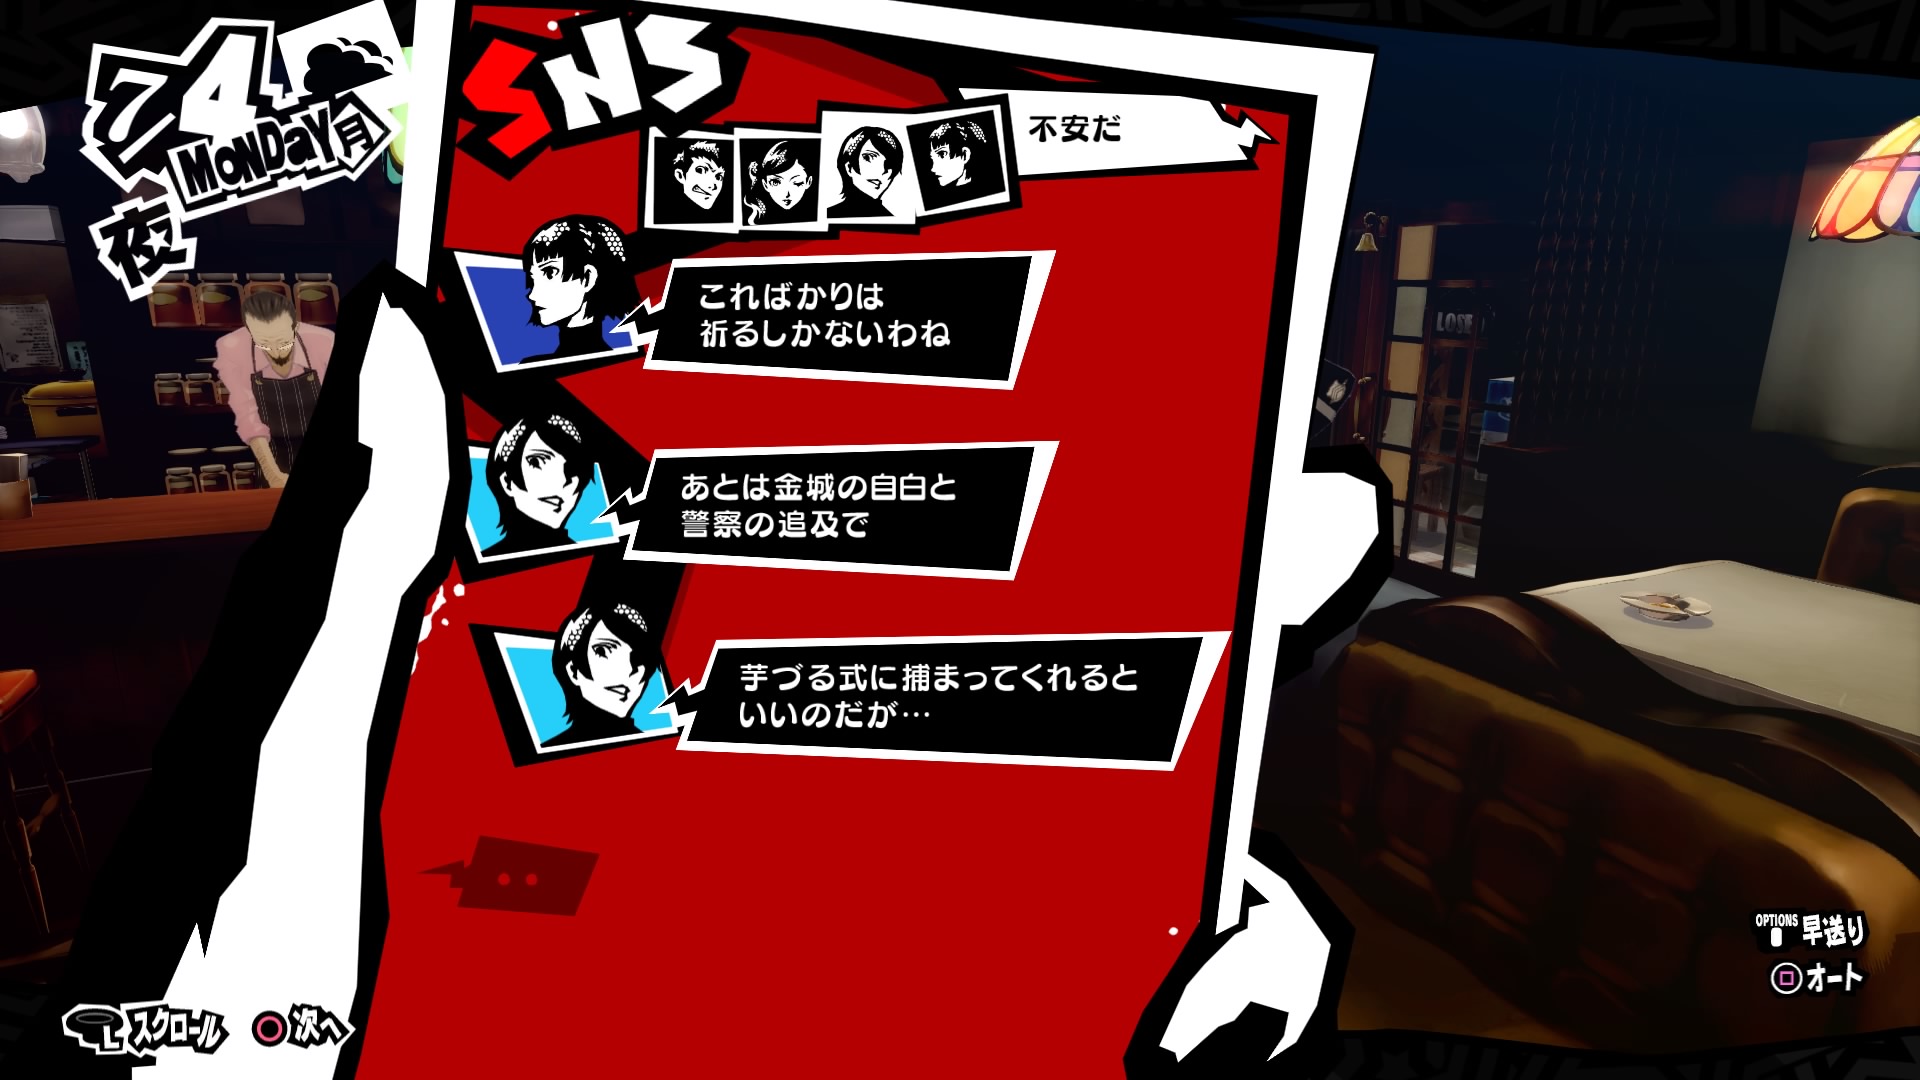 7 4
MONDAY 月
夜
SNS
不安だ
こればかりは
祈るしかないわね
あとは金城の自白と
警察の追及で
芋づる式に捕まってくれると
いいのだが…
LOSE
OPTIONS 早送り
オート
L スクロール
次へ